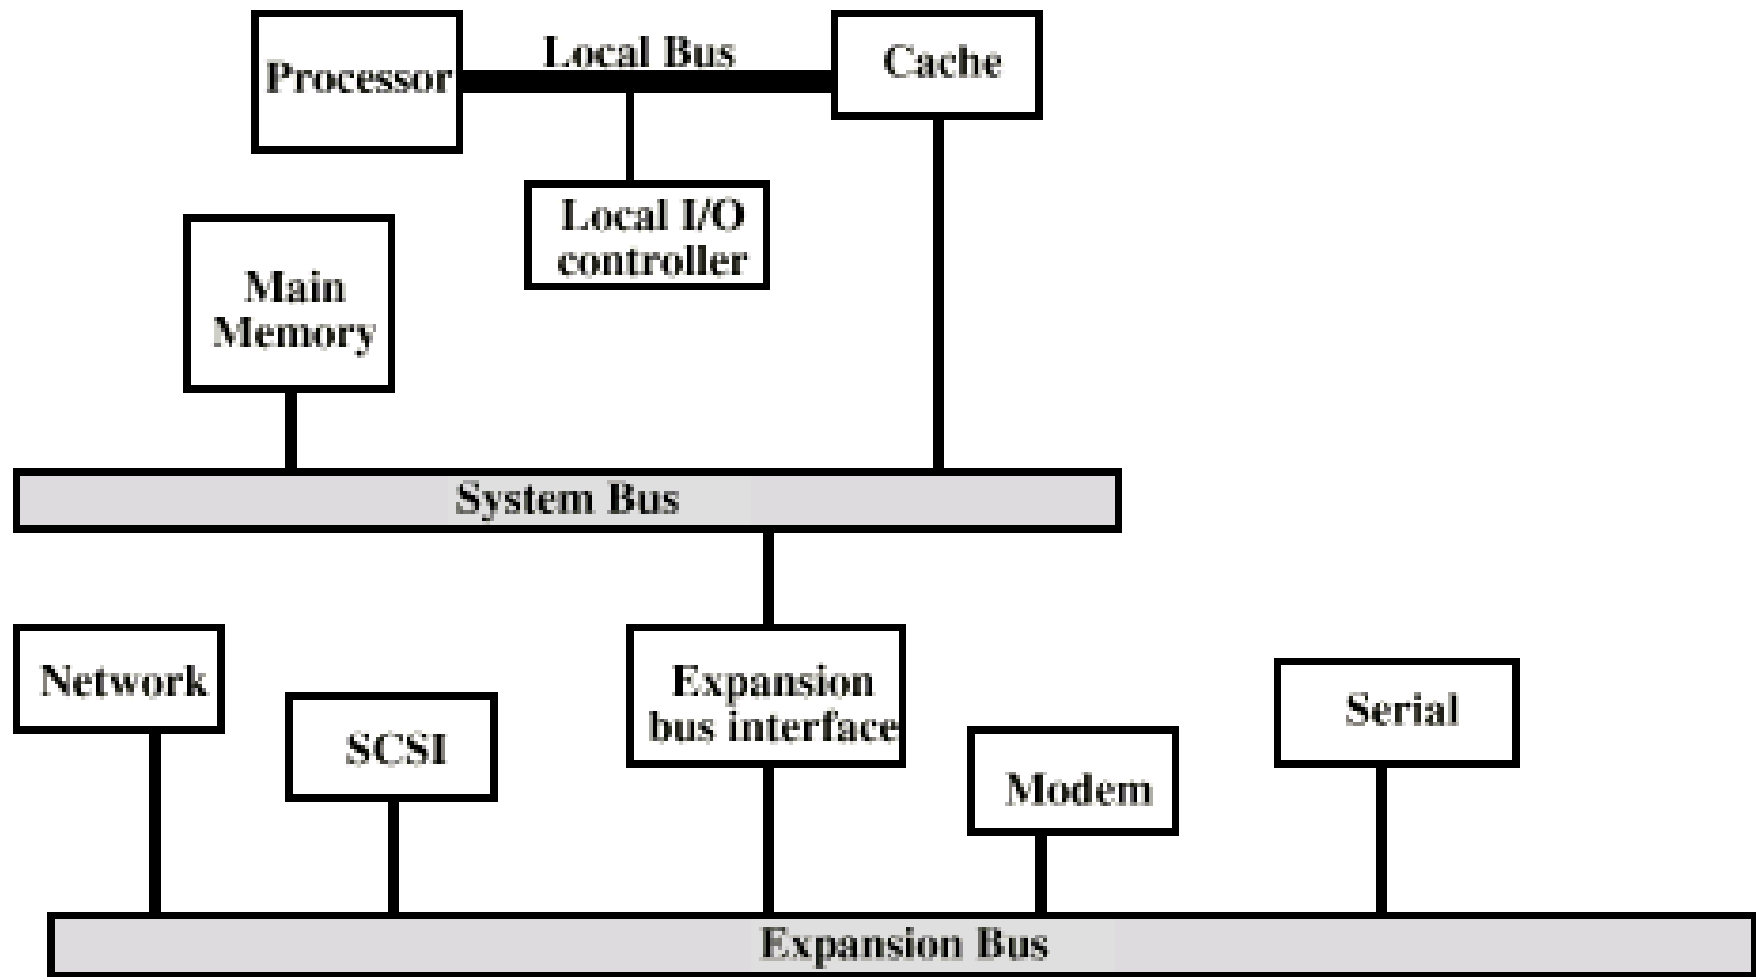 Processor
Local Bus
Cache
Local I/O
controller
Main
Memory
System Bus
Network
SCSI
Expansion
bus interface
Modem
Serial
Expansion Bus